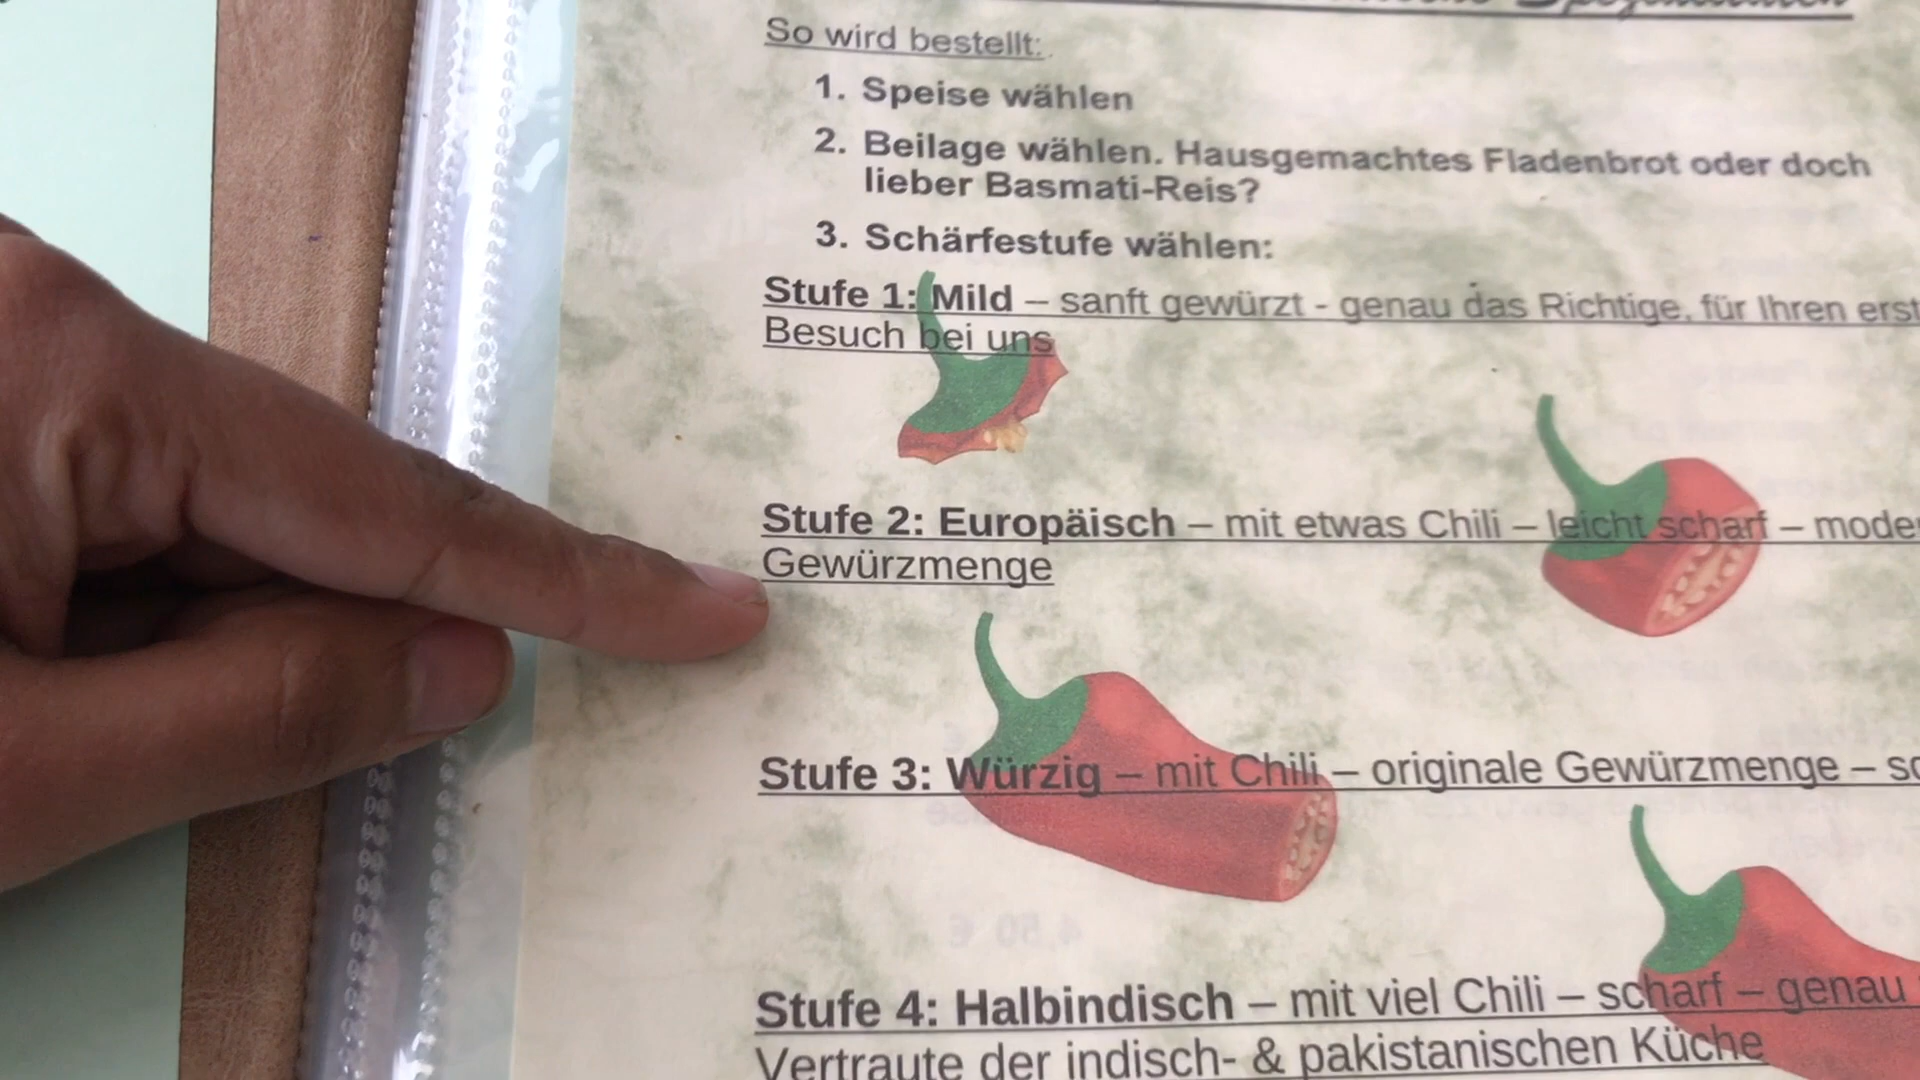 So wird bestellt:
1. Speise wählen
2. Beilage wählen. Hausgemachtes Fladenbrot oder doch
lieber Basmati-Reis?
3. Schärfestufe wählen:
Stufe 1: Mild – sanft gewürzt - genau das Richtige, für Ihren
Besuch bei uns
Stufe 2: Europäisch – mit etwas Chili – leicht scharf –
Gewürzmenge
Stufe 3: Würzig – mit Chili – originale Gewürzmenge –
Stufe 4: Halbindisch – mit viel Chili – scharf – genau
Vertraute der indisch- & pakistanischen Küche